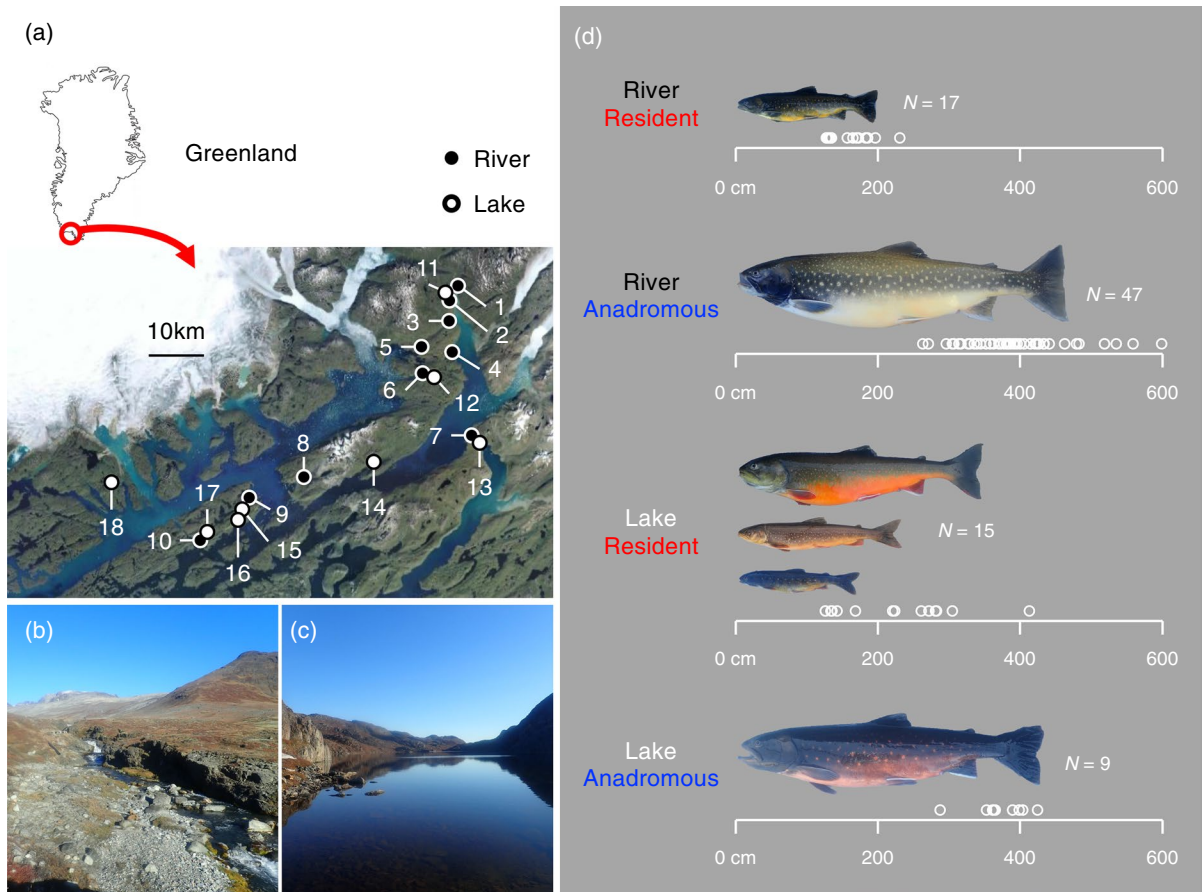 (a)
Greenland
River
Lake
10km
11
1
3
2
5
4
6
12
7
8
13
14
18
17
9
10
15
16
(b)
(c)
(d)
River
Resident
N = 17
0 cm 200 400 600
River
Anadromous
N = 47
0 cm 200 400 600
Lake
Resident
N = 15
0 cm 200 400 600
Lake
Anadromous
N = 9
0 cm 200 400 600